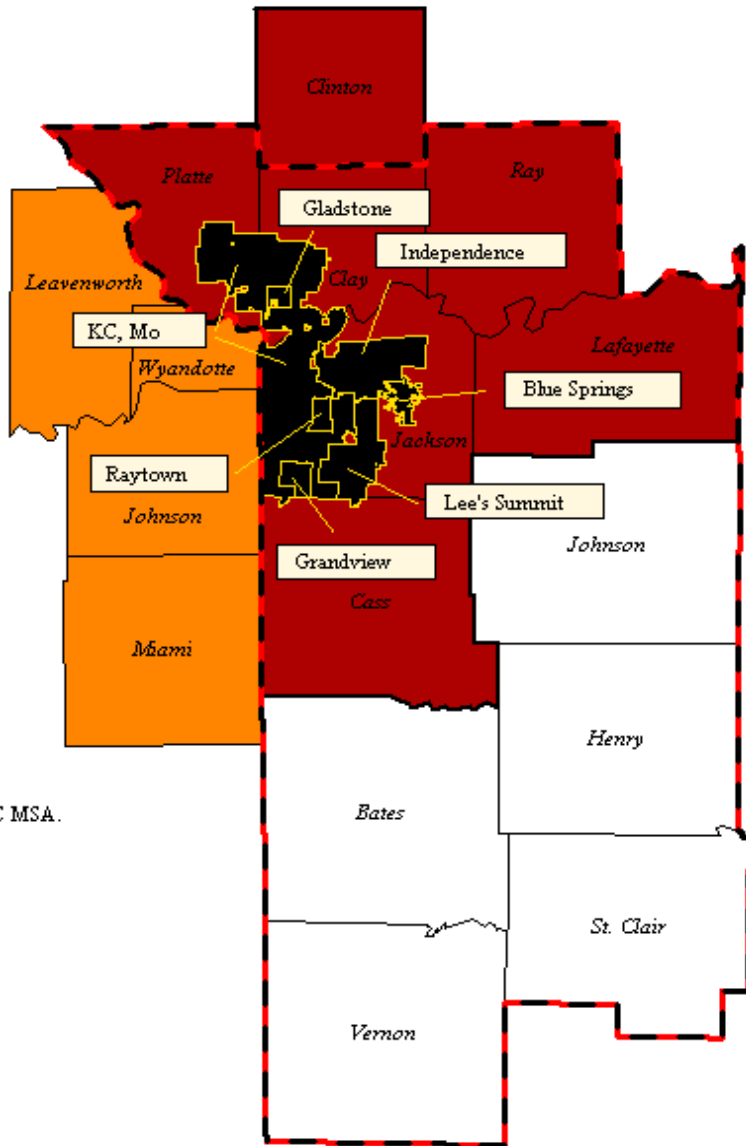 Clinton
Platte
Ray
Gladstone
Independence
Leavenworth
Clay
KC, Mo
Lafayette
Wyandotte
Blue Springs
Jackson
Raytown
Lee's Summit
Johnson
Johnson
Grandview
Cass
Miami
Henry
Bates
C MSA.
St. Clair
Vernon